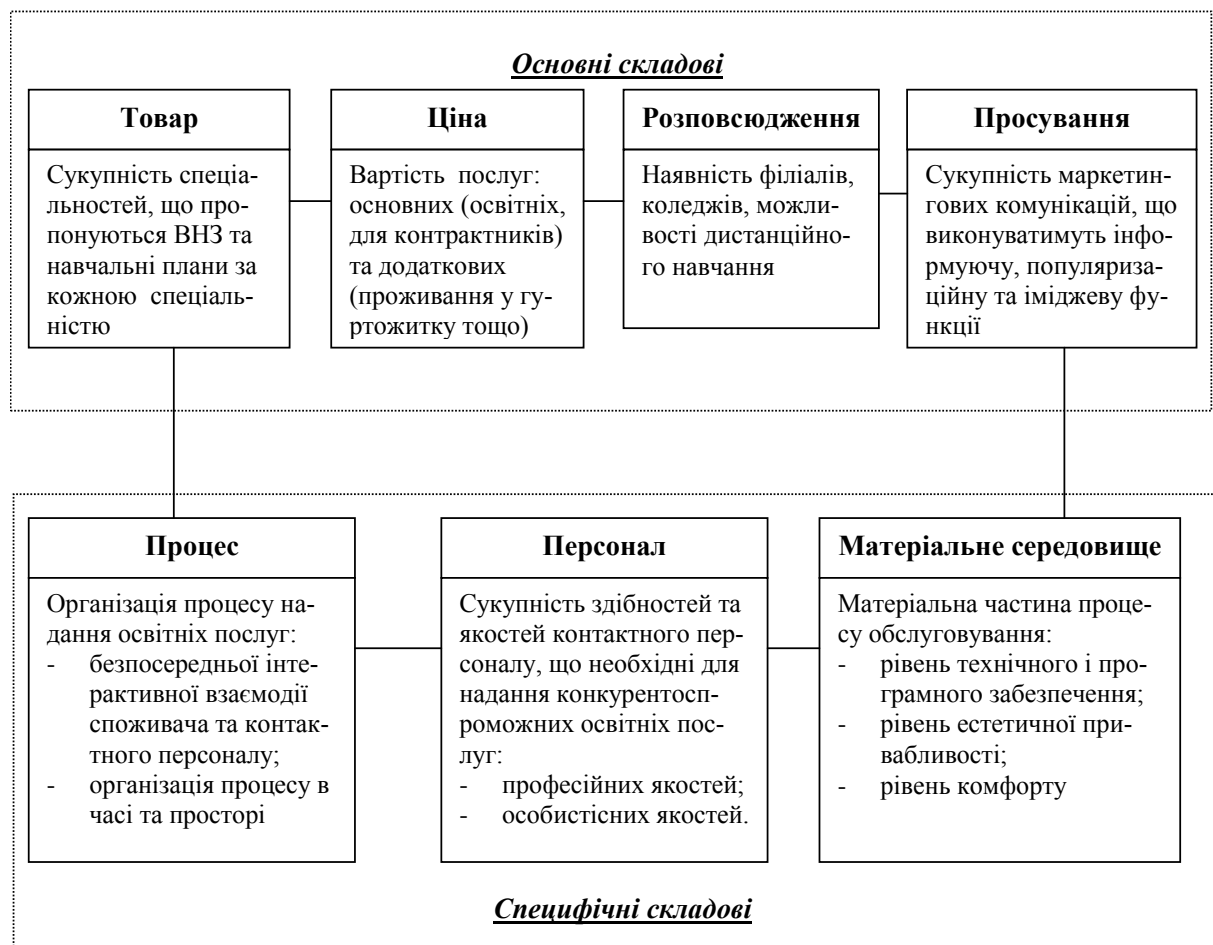 Основні складові
Товар
Сукупність спеціа-
льностей, що про-
понуються ВНЗ та
навчальні плани за
кожною спеціаль-
ністю
Ціна
Вартість послуг:
основних (освітніх,
для контрактників)
та додаткових
(проживання у гу-
ртожитку тощо)
Розповсюдження
Наявність філіалів,
коледжів, можли-
вості дистанційно-
го навчання
Просування
Сукупність маркетин-
гових комунікацій, що
виконуватимуть інфо-
рмуючу, популяриза-
ційну та іміджеву фу-
нкції
Процес
Організація процесу на-
дання освітніх послуг:
- безпосередньої інте-
рактивної взаємодії
споживача та контак-
тного персоналу;
- організація процесу в
часі та просторі
Персонал
Сукупність здібностей та
якостей контактного пер-
соналу, що необхідні для
надання конкурентосп-
роможних освітніх пос-
луг:
- професійних якостей;
- особистісних якостей.
Матеріальне середовище
Матеріальна частина проце-
су обслуговування:
- рівень технічного і про-
грамного забезпечення;
- рівень естетичної при-
вабливості;
- рівень комфорту
Специфічні складові